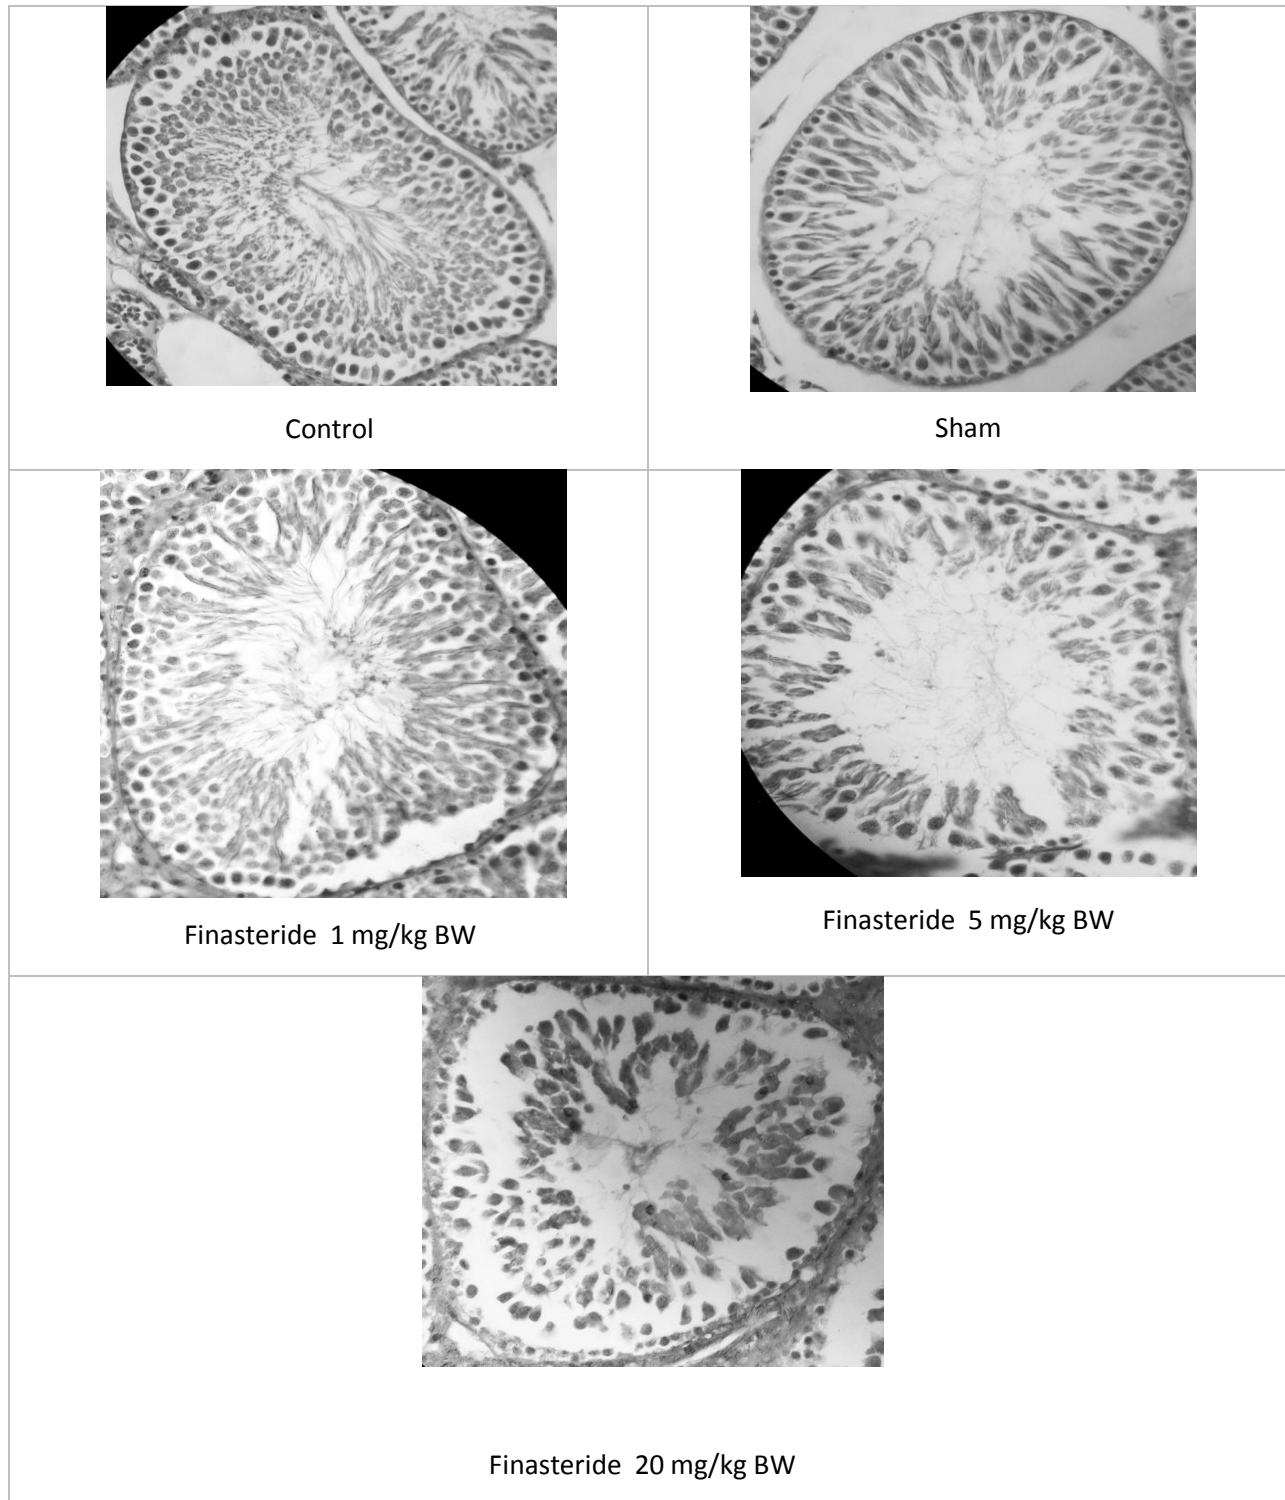 Control
Sham
Finasteride  1 mg/kg BW
Finasteride  5 mg/kg BW
Finasteride  20 mg/kg BW